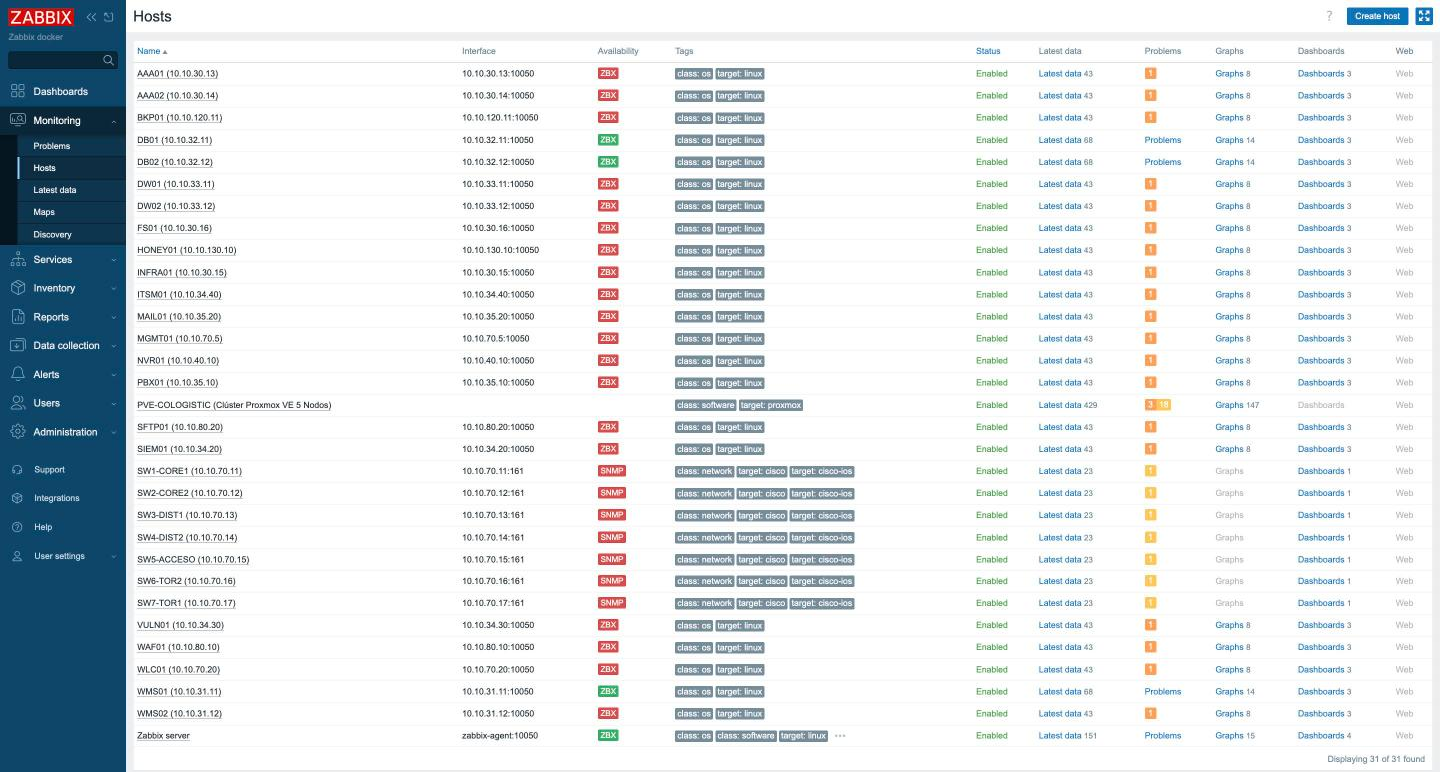 ZABBIX
Zabbix docker
Dashboards
Monitoring
Problems
Hosts
Latest data
Maps
Discovery
Services
Inventory
Reports
Data collection
Alerts
Users
Administration
Support
Integrations
Help
User settings
Hosts
? Create host
Name Interface Availability Tags Status Latest data Problems Graphs Dashboards Web
AAA01 (10.10.30.13) 10.10.30.13:10050 ZBX class: os target: linux Enabled Latest data 43 1 Graphs 8 Dashboards 3 Web
AAA02 (10.10.30.14) 10.10.30.14:10050 ZBX class: os target: linux Enabled Latest data 43 1 Graphs 8 Dashboards 3 Web
BKP01 (10.10.120.11) 10.10.120.11:10050 ZBX class: os target: linux Enabled Latest data 43 1 Graphs 8 Dashboards 3 Web
DB01 (10.10.32.11) 10.10.32.11:10050 ZBX class: os target: linux Enabled Latest data 68 Problems Graphs 14 Dashboards 3 Web
DB02 (10.10.32.12) 10.10.32.12:10050 ZBX class: os target: linux Enabled Latest data 68 Problems Graphs 14 Dashboards 3 Web
DW01 (10.10.33.11) 10.10.33.11:10050 ZBX class: os target: linux Enabled Latest data 43 1 Graphs 8 Dashboards 3 Web
DW02 (10.10.33.12) 10.10.33.12:10050 ZBX class: os target: linux Enabled Latest data 43 1 Graphs 8 Dashboards 3 Web
FS01 (10.10.30.16) 10.10.30.16:10050 ZBX class: os target: linux Enabled Latest data 43 1 Graphs 8 Dashboards 3 Web
HONEY01 (10.10.130.10) 10.10.130.10:10050 ZBX class: os target: linux Enabled Latest data 43 1 Graphs 8 Dashboards 3 Web
INFRA01 (10.10.30.15) 10.10.30.15:10050 ZBX class: os target: linux Enabled Latest data 43 1 Graphs 8 Dashboards 3 Web
ITSM01 (10.10.34.40) 10.10.34.40:10050 ZBX class: os target: linux Enabled Latest data 43 1 Graphs 8 Dashboards 3 Web
MAIL01 (10.10.35.20) 10.10.35.20:10050 ZBX class: os target: linux Enabled Latest data 43 1 Graphs 8 Dashboards 3 Web
MGMT01 (10.10.70.5) 10.10.70.5:10050 ZBX class: os target: linux Enabled Latest data 43 1 Graphs 8 Dashboards 3 Web
NVR01 (10.10.40.10) 10.10.40.10:10050 ZBX class: os target: linux Enabled Latest data 43 1 Graphs 8 Dashboards 3 Web
PBX01 (10.10.35.10) 10.10.35.10:10050 ZBX class: os target: linux Enabled Latest data 43 1 Graphs 8 Dashboards 3 Web
PVE-COLOGISTIC (Clúster Proxmox VE 5 Nodos) class: software target: proxmox Enabled Latest data 429 3 18 Graphs 147 Dashboards Web
SFTP01 (10.10.80.20) 10.10.80.20:10050 ZBX class: os target: linux Enabled Latest data 43 1 Graphs 8 Dashboards 3 Web
SIEM01 (10.10.34.20) 10.10.34.20:10050 ZBX class: os target: linux Enabled Latest data 43 1 Graphs 8 Dashboards 3 Web
SW1-CORE1 (10.10.70.11) 10.10.70.11:161 SNMP class: network target: cisco target: cisco-ios Enabled Latest data 23 1 Graphs Dashboards 1 Web
SW2-CORE2 (10.10.70.12) 10.10.70.12:161 SNMP class: network target: cisco target: cisco-ios Enabled Latest data 23 1 Graphs Dashboards 1 Web
SW3-DIST1 (10.10.70.13) 10.10.70.13:161 SNMP class: network target: cisco target: cisco-ios Enabled Latest data 23 1 Graphs Dashboards 1 Web
SW4-DIST2 (10.10.70.14) 10.10.70.14:161 SNMP class: network target: cisco target: cisco-ios Enabled Latest data 23 1 Graphs Dashboards 1 Web
SW5-ACCESO (10.10.70.15) 10.10.70.15:161 SNMP class: network target: cisco target: cisco-ios Enabled Latest data 23 1 Graphs Dashboards 1 Web
SW6-TOR2 (10.10.70.16) 10.10.70.16:161 SNMP class: network target: cisco target: cisco-ios Enabled Latest data 23 1 Graphs Dashboards 1 Web
SW7-TOR1 (10.10.70.17) 10.10.70.17:161 SNMP class: network target: cisco target: cisco-ios Enabled Latest data 23 1 Graphs Dashboards 1 Web
VULN01 (10.10.34.30) 10.10.34.30:10050 ZBX class: os target: linux Enabled Latest data 43 1 Graphs 8 Dashboards 3 Web
WAF01 (10.10.80.10) 10.10.80.10:10050 ZBX class: os target: linux Enabled Latest data 43 1 Graphs 8 Dashboards 3 Web
WLC01 (10.10.70.20) 10.10.70.20:10050 ZBX class: os target: linux Enabled Latest data 43 1 Graphs 8 Dashboards 3 Web
WMS01 (10.10.31.11) 10.10.31.11:10050 ZBX class: os target: linux Enabled Latest data 68 Problems Graphs 14 Dashboards 3 Web
WMS02 (10.10.31.12) 10.10.31.12:10050 ZBX class: os target: linux Enabled Latest data 43 1 Graphs 8 Dashboards 3 Web
Zabbix server zabbix-agent:10050 ZBX class: os class: software target: linux ••• Enabled Latest data 151 Problems Graphs 15 Dashboards 4 Web
Displaying 31 of 31 found